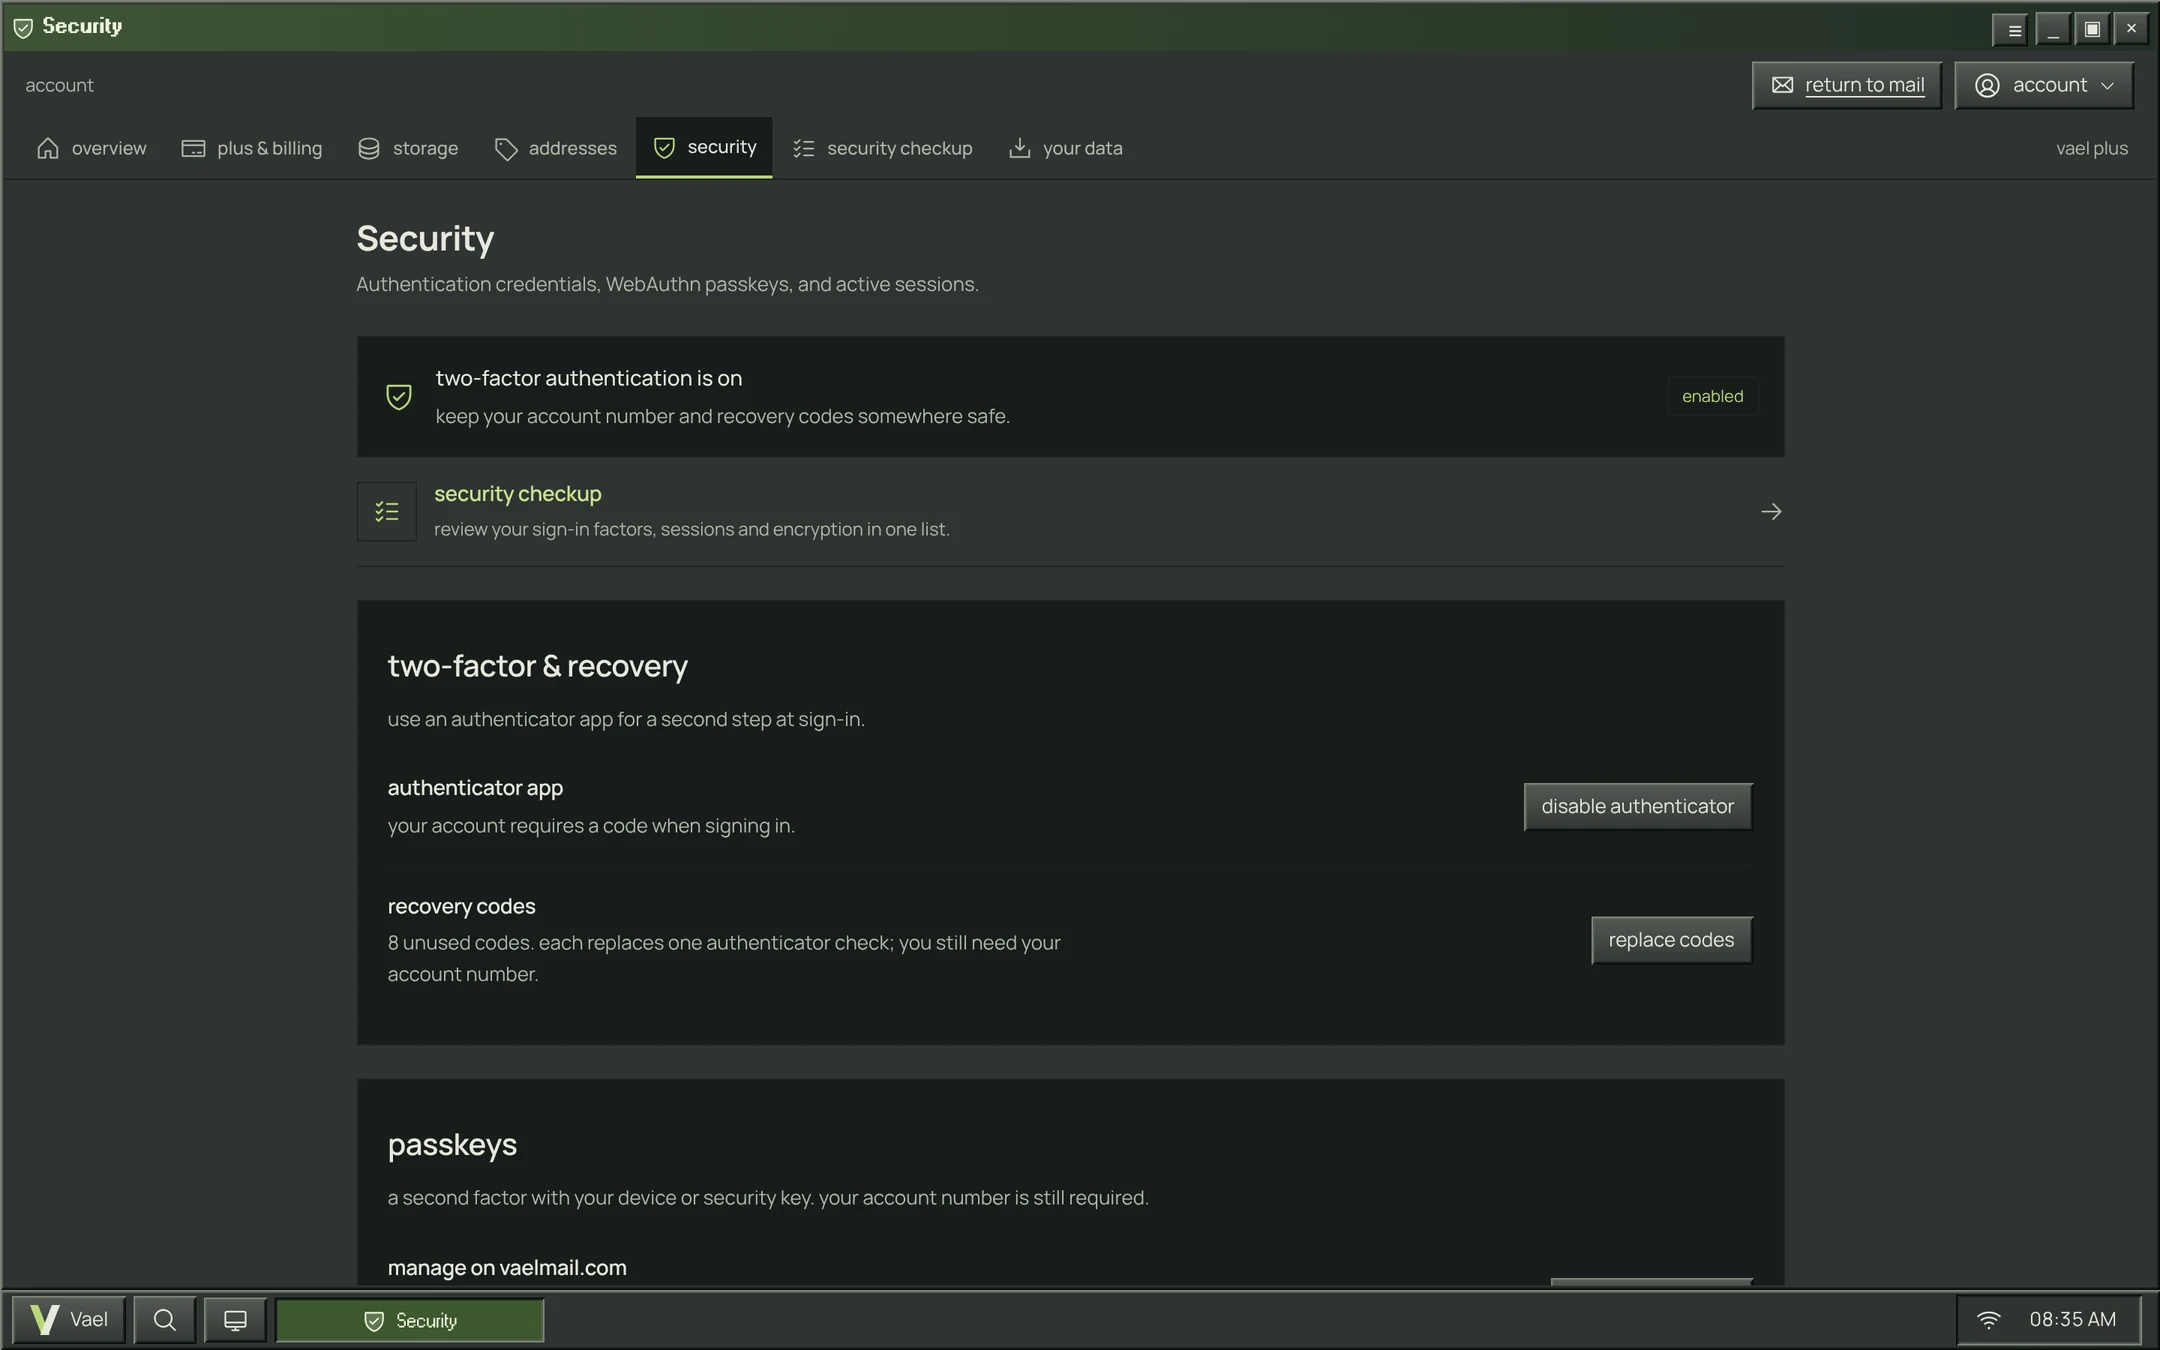 Security
account
return to mail
account
overview
plus & billing
storage
addresses
security
security checkup
your data
vael plus
Security
Authentication credentials, WebAuthn passkeys, and active sessions.
two-factor authentication is on
keep your account number and recovery codes somewhere safe.
enabled
security checkup
review your sign-in factors, sessions and encryption in one list.
two-factor & recovery
use an authenticator app for a second step at sign-in.
authenticator app
your account requires a code when signing in.
disable authenticator
recovery codes
8 unused codes. each replaces one authenticator check; you still need your
account number.
replace codes
passkeys
a second factor with your device or security key. your account number is still required.
manage on vaelmail.com
Vael
Security
08:35 AM